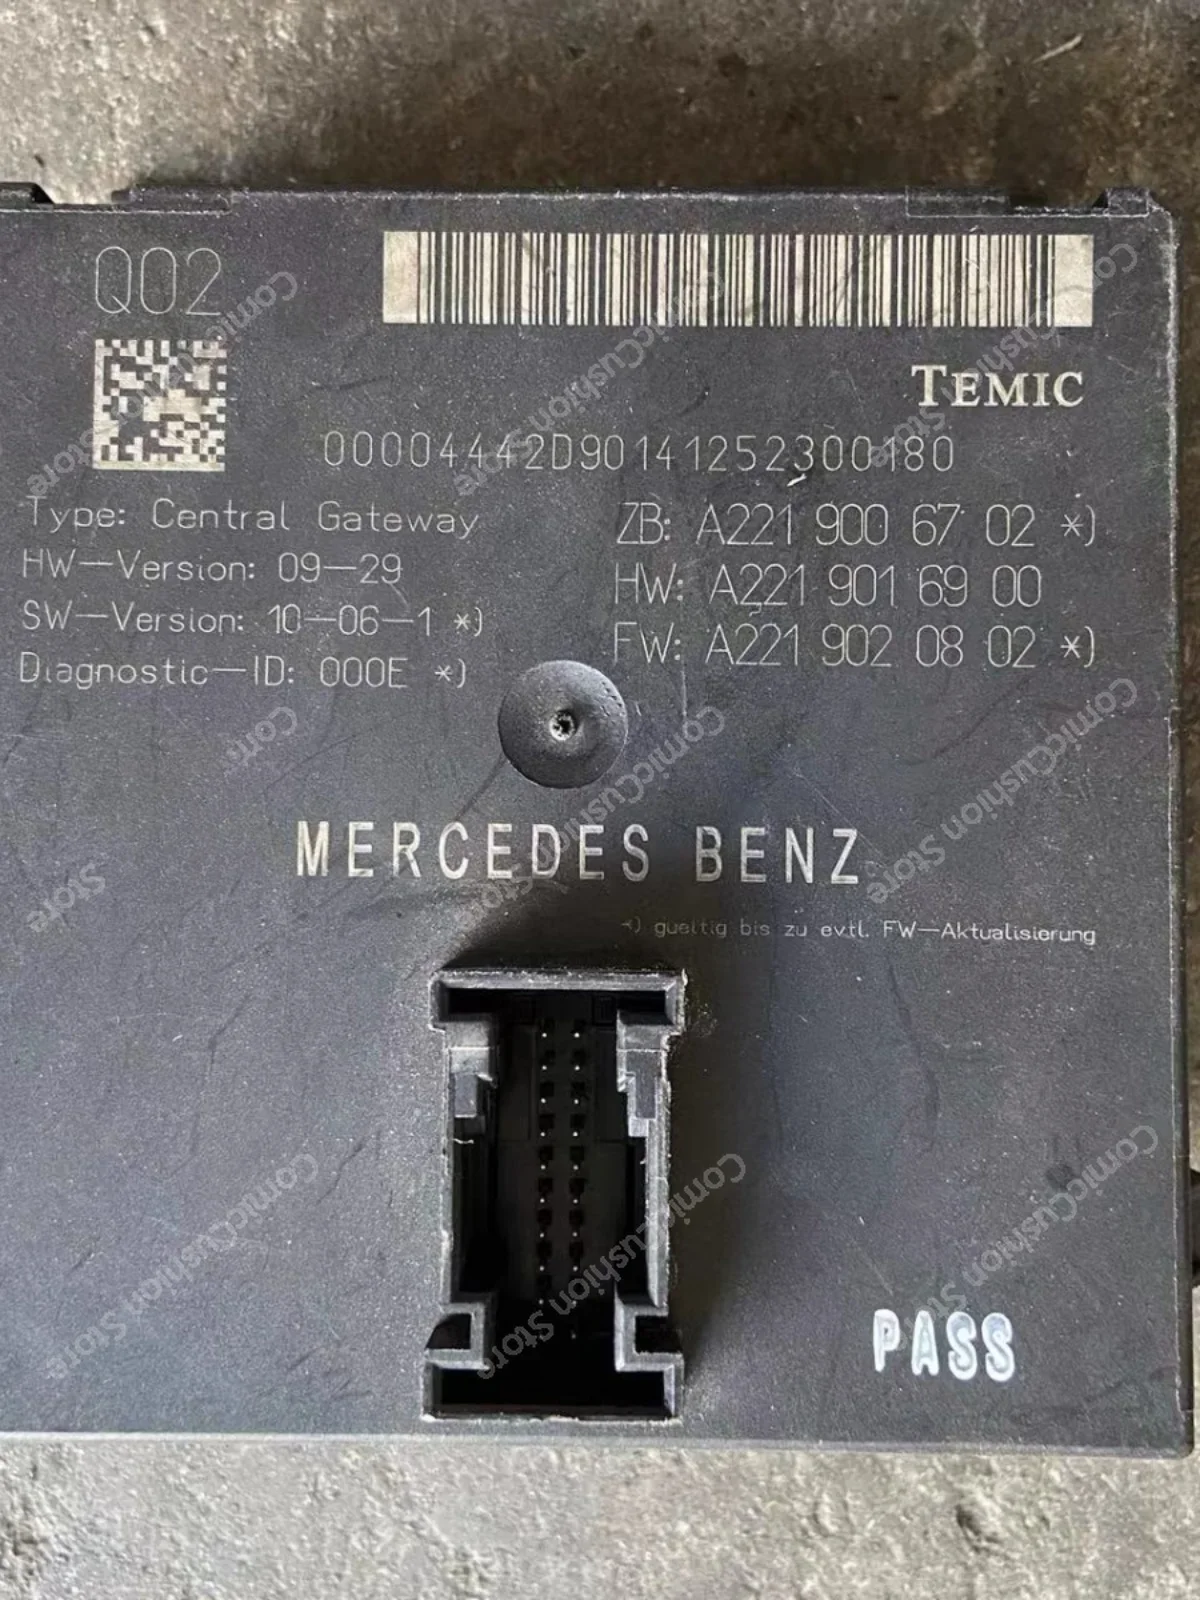 Q02
TEMIC
00004442D90141252300180
Type: Central Gateway
HW-Version: 09-29
SW-Version: 10-06-1 *)
Diagnostic-ID: 000E *)
ZB: A221 900 67 02 *)
HW: A221 901 69 00
FW: A221 902 08 02 *)
MERCEDES BENZ
*) gueltig bis zu evtl. FW-Aktualisierung
PASS
ComicCushion Store